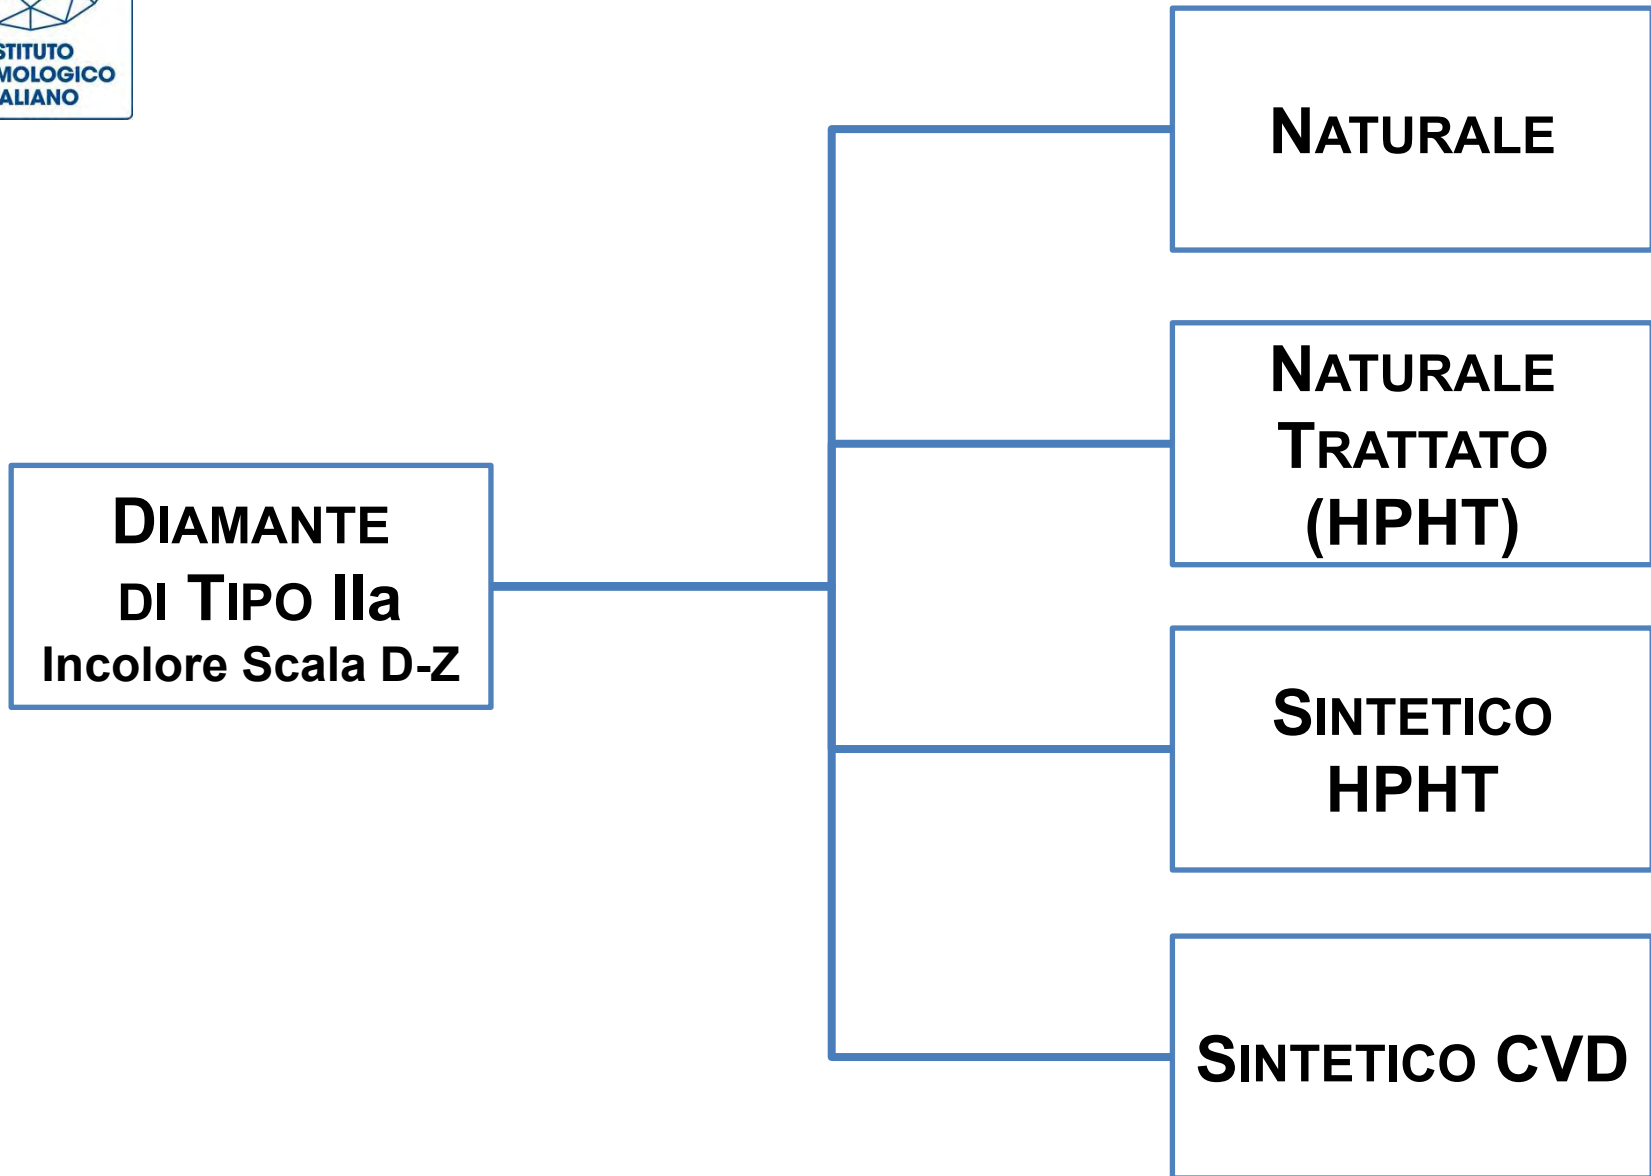 STITUTO
MOLOGICO
ALIANO
NATURALE
NATURALE
TRATTATO
(HPHT)
DIAMANTE
DI TIPO IIa
Incolore Scala D-Z
SINTETICO
HPHT
SINTETICO CVD